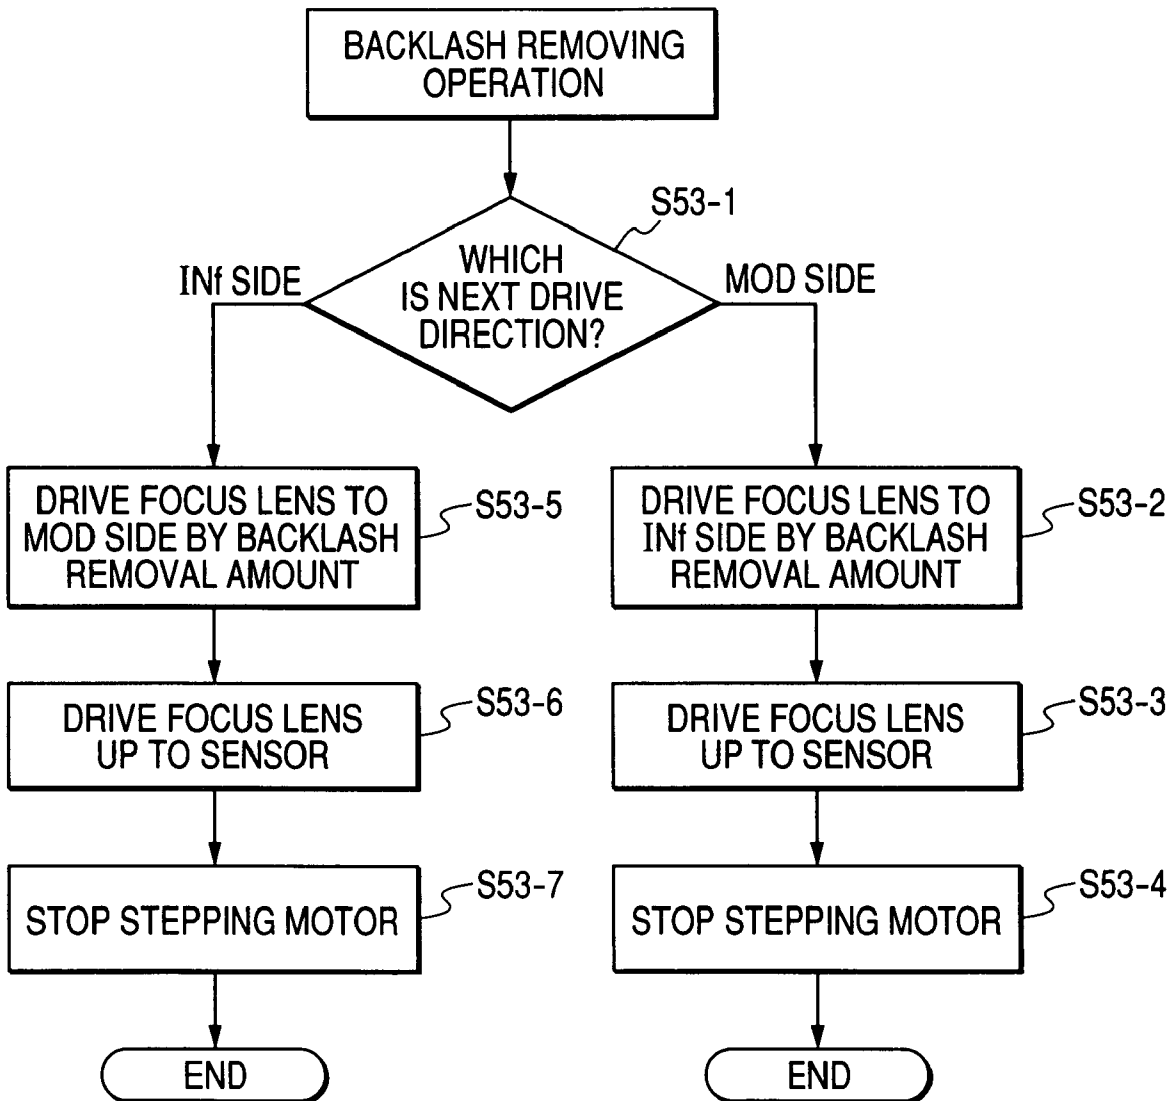 BACKLASH REMOVING
OPERATION
S53-1
WHICH
IS NEXT DRIVE
DIRECTION?
INf SIDE
MOD SIDE
DRIVE FOCUS LENS TO
MOD SIDE BY BACKLASH
REMOVAL AMOUNT
S53-5
DRIVE FOCUS LENS TO
INf SIDE BY BACKLASH
REMOVAL AMOUNT
S53-2
DRIVE FOCUS LENS
UP TO SENSOR
S53-6
DRIVE FOCUS LENS
UP TO SENSOR
S53-3
STOP STEPPING MOTOR
S53-7
STOP STEPPING MOTOR
S53-4
END
END